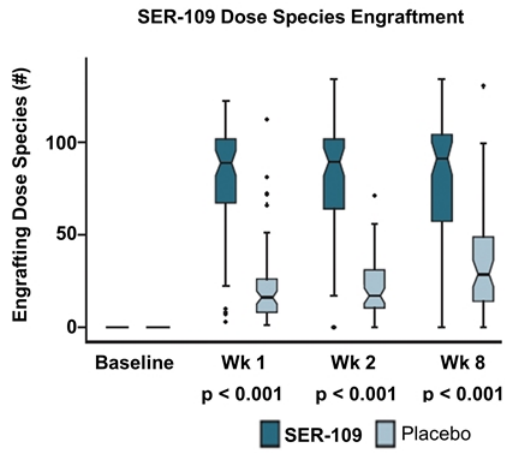 SER-109 Dose Species Engraftment
Engrafting Dose Species (#)
100
50
0
Baseline Wk 1 Wk 2 Wk 8
p < 0.001 p < 0.001 p < 0.001
SER-109 Placebo